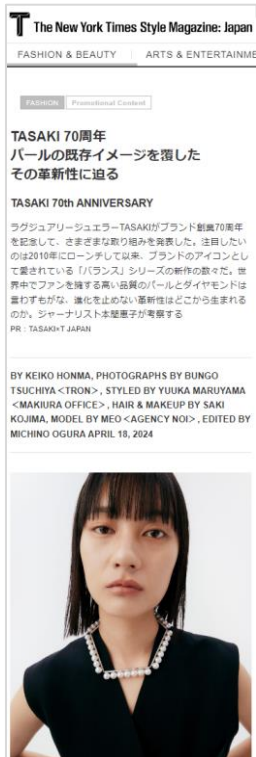 T The New York Times Style Magazine: Japan
FASHION & BEAUTY ARTS & ENTERTAINME
FASHION Promotional Content
TASAKI 70周年
パールの既存イメージを覆した
その革新性に迫る
TASAKI 70th ANNIVERSARY
ラグジュアリージュエラーTASAKIがブランド創業70周年
を記念して、さまざまな取り組みを発表した。注目したい
のは2010年にローンチして以来、ブランドのアイコンとし
て愛されている「バランス」シリーズの新作の数々だ。世
界中でファンを擁する高い品質のパールとダイヤモンドは
言わずもがな、進化を止めない革新性はどこから生まれる
のか。ジャーナリスト本間恵子が考察する
PR : TASAKI×T JAPAN
BY KEIKO HONMA, PHOTOGRAPHS BY BUNGO
TSUCHIYA<TRON>, STYLED BY YUUKA MARUYAMA
<MAKIURA OFFICE>, HAIR & MAKEUP BY SAKI
KOJIMA, MODEL BY MEO<AGENCY NOI>, EDITED BY
MICHINO OGURA APRIL 18, 2024